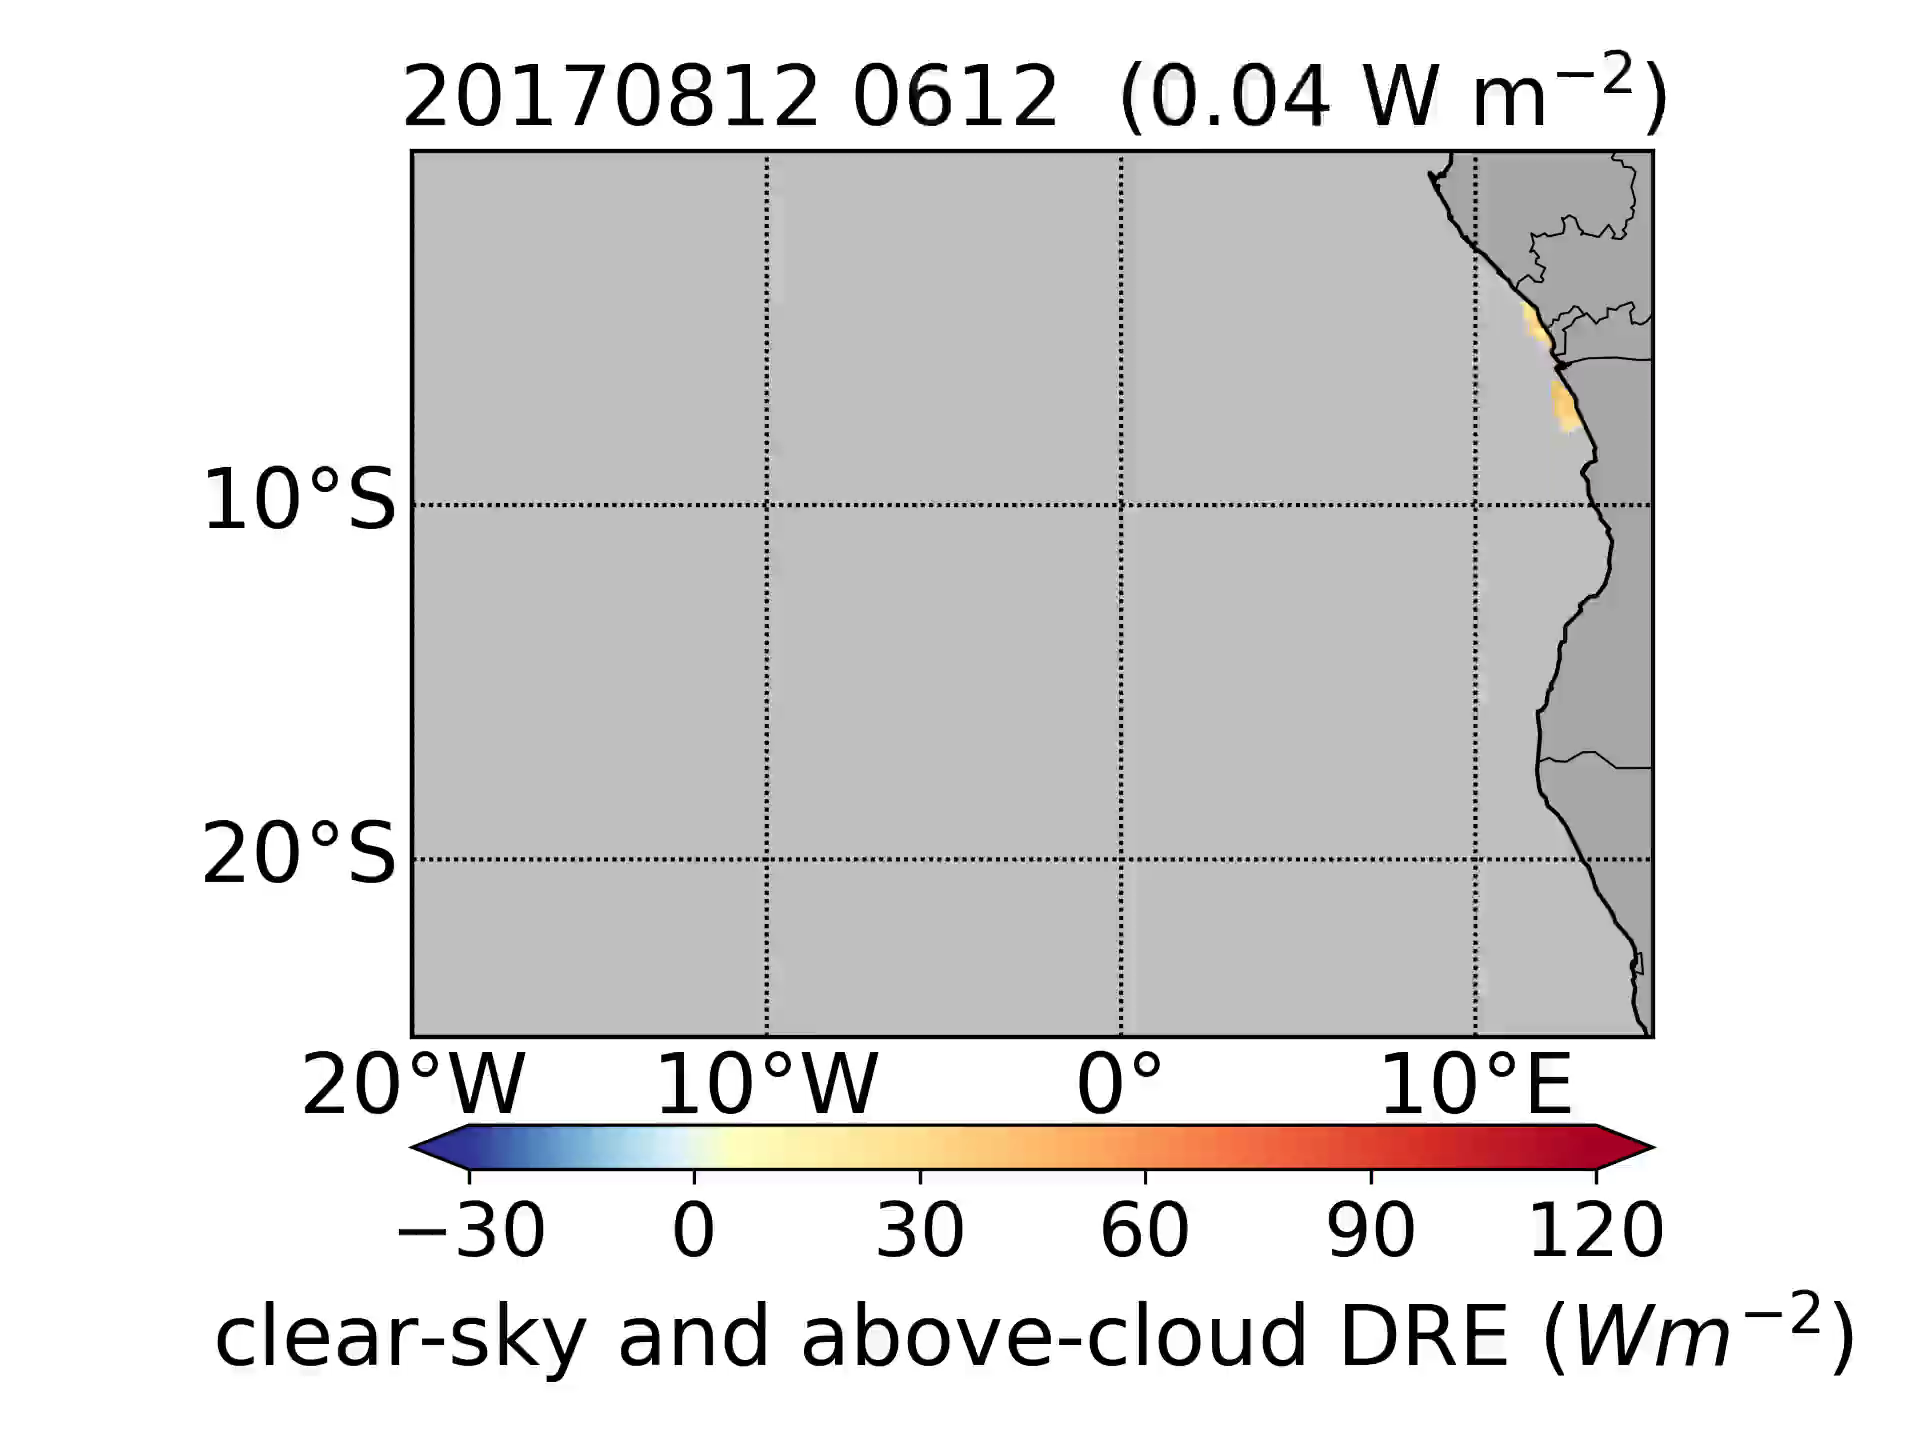 20170812 0612 (0.04 W m⁻²)
10°S
20°S
20°W 10°W 0° 10°E
−30 0 30 60 90 120
clear-sky and above-cloud DRE (Wm⁻²)